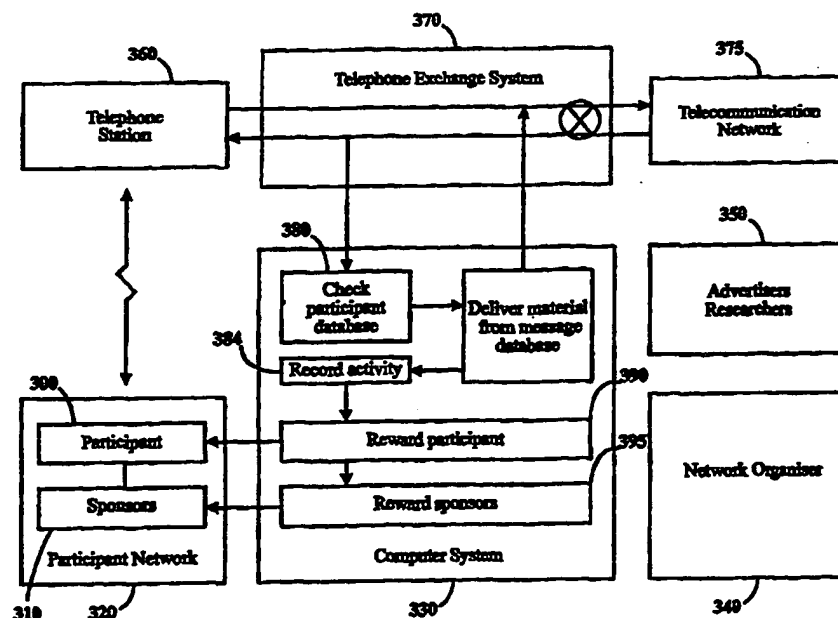 370
360
375
Telephone Exchange System
Telephone
Station
Telecommunication
Network
350
380
Check
participant
database
Deliver material
from message
database
Advertisers
Researchers
384
Record activity
300
390
Participant
Reward participant
395
Network Organiser
Sponsors
Reward sponsors
Participant Network
Computer System
310
320
330
340